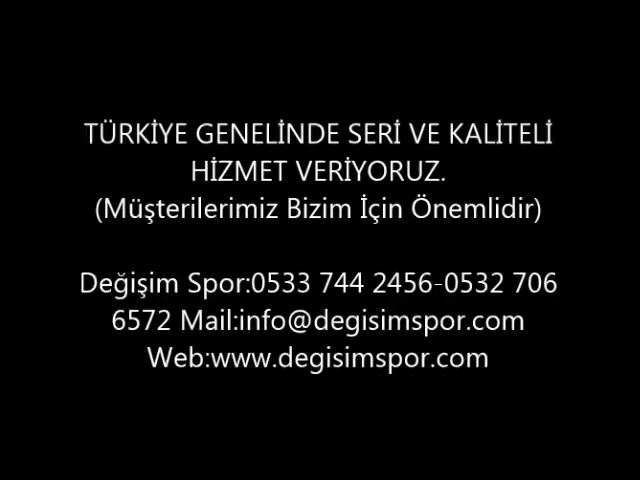 TÜRKİYE GENELİNDE SERİ VE KALİTELİ
HİZMET VERİYORUZ.
(Müşterilerimiz Bizim İçin Önemlidir)
Değişim Spor:0533 744 2456-0532 706
6572 Mail:info@degisimspor.com
Web:www.degisimspor.com